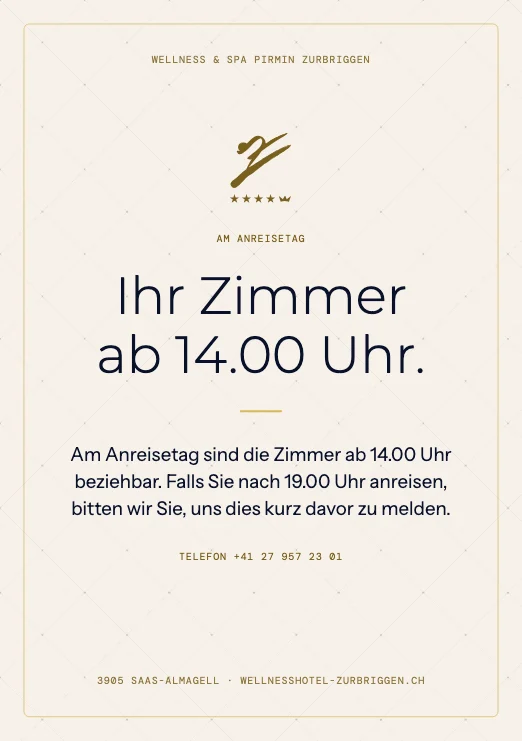 WELLNESS & SPA PIRMIN ZURBRIGGEN
AM ANREISETAG
Ihr Zimmer
ab 14.00 Uhr.
Am Anreisetag sind die Zimmer ab 14.00 Uhr
beziehbar. Falls Sie nach 19.00 Uhr anreisen,
bitten wir Sie, uns dies kurz davor zu melden.
TELEFON +41 27 957 23 01
3905 SAAS-ALMAGELL · WELLNESSHOTEL-ZURBRIGGEN.CH